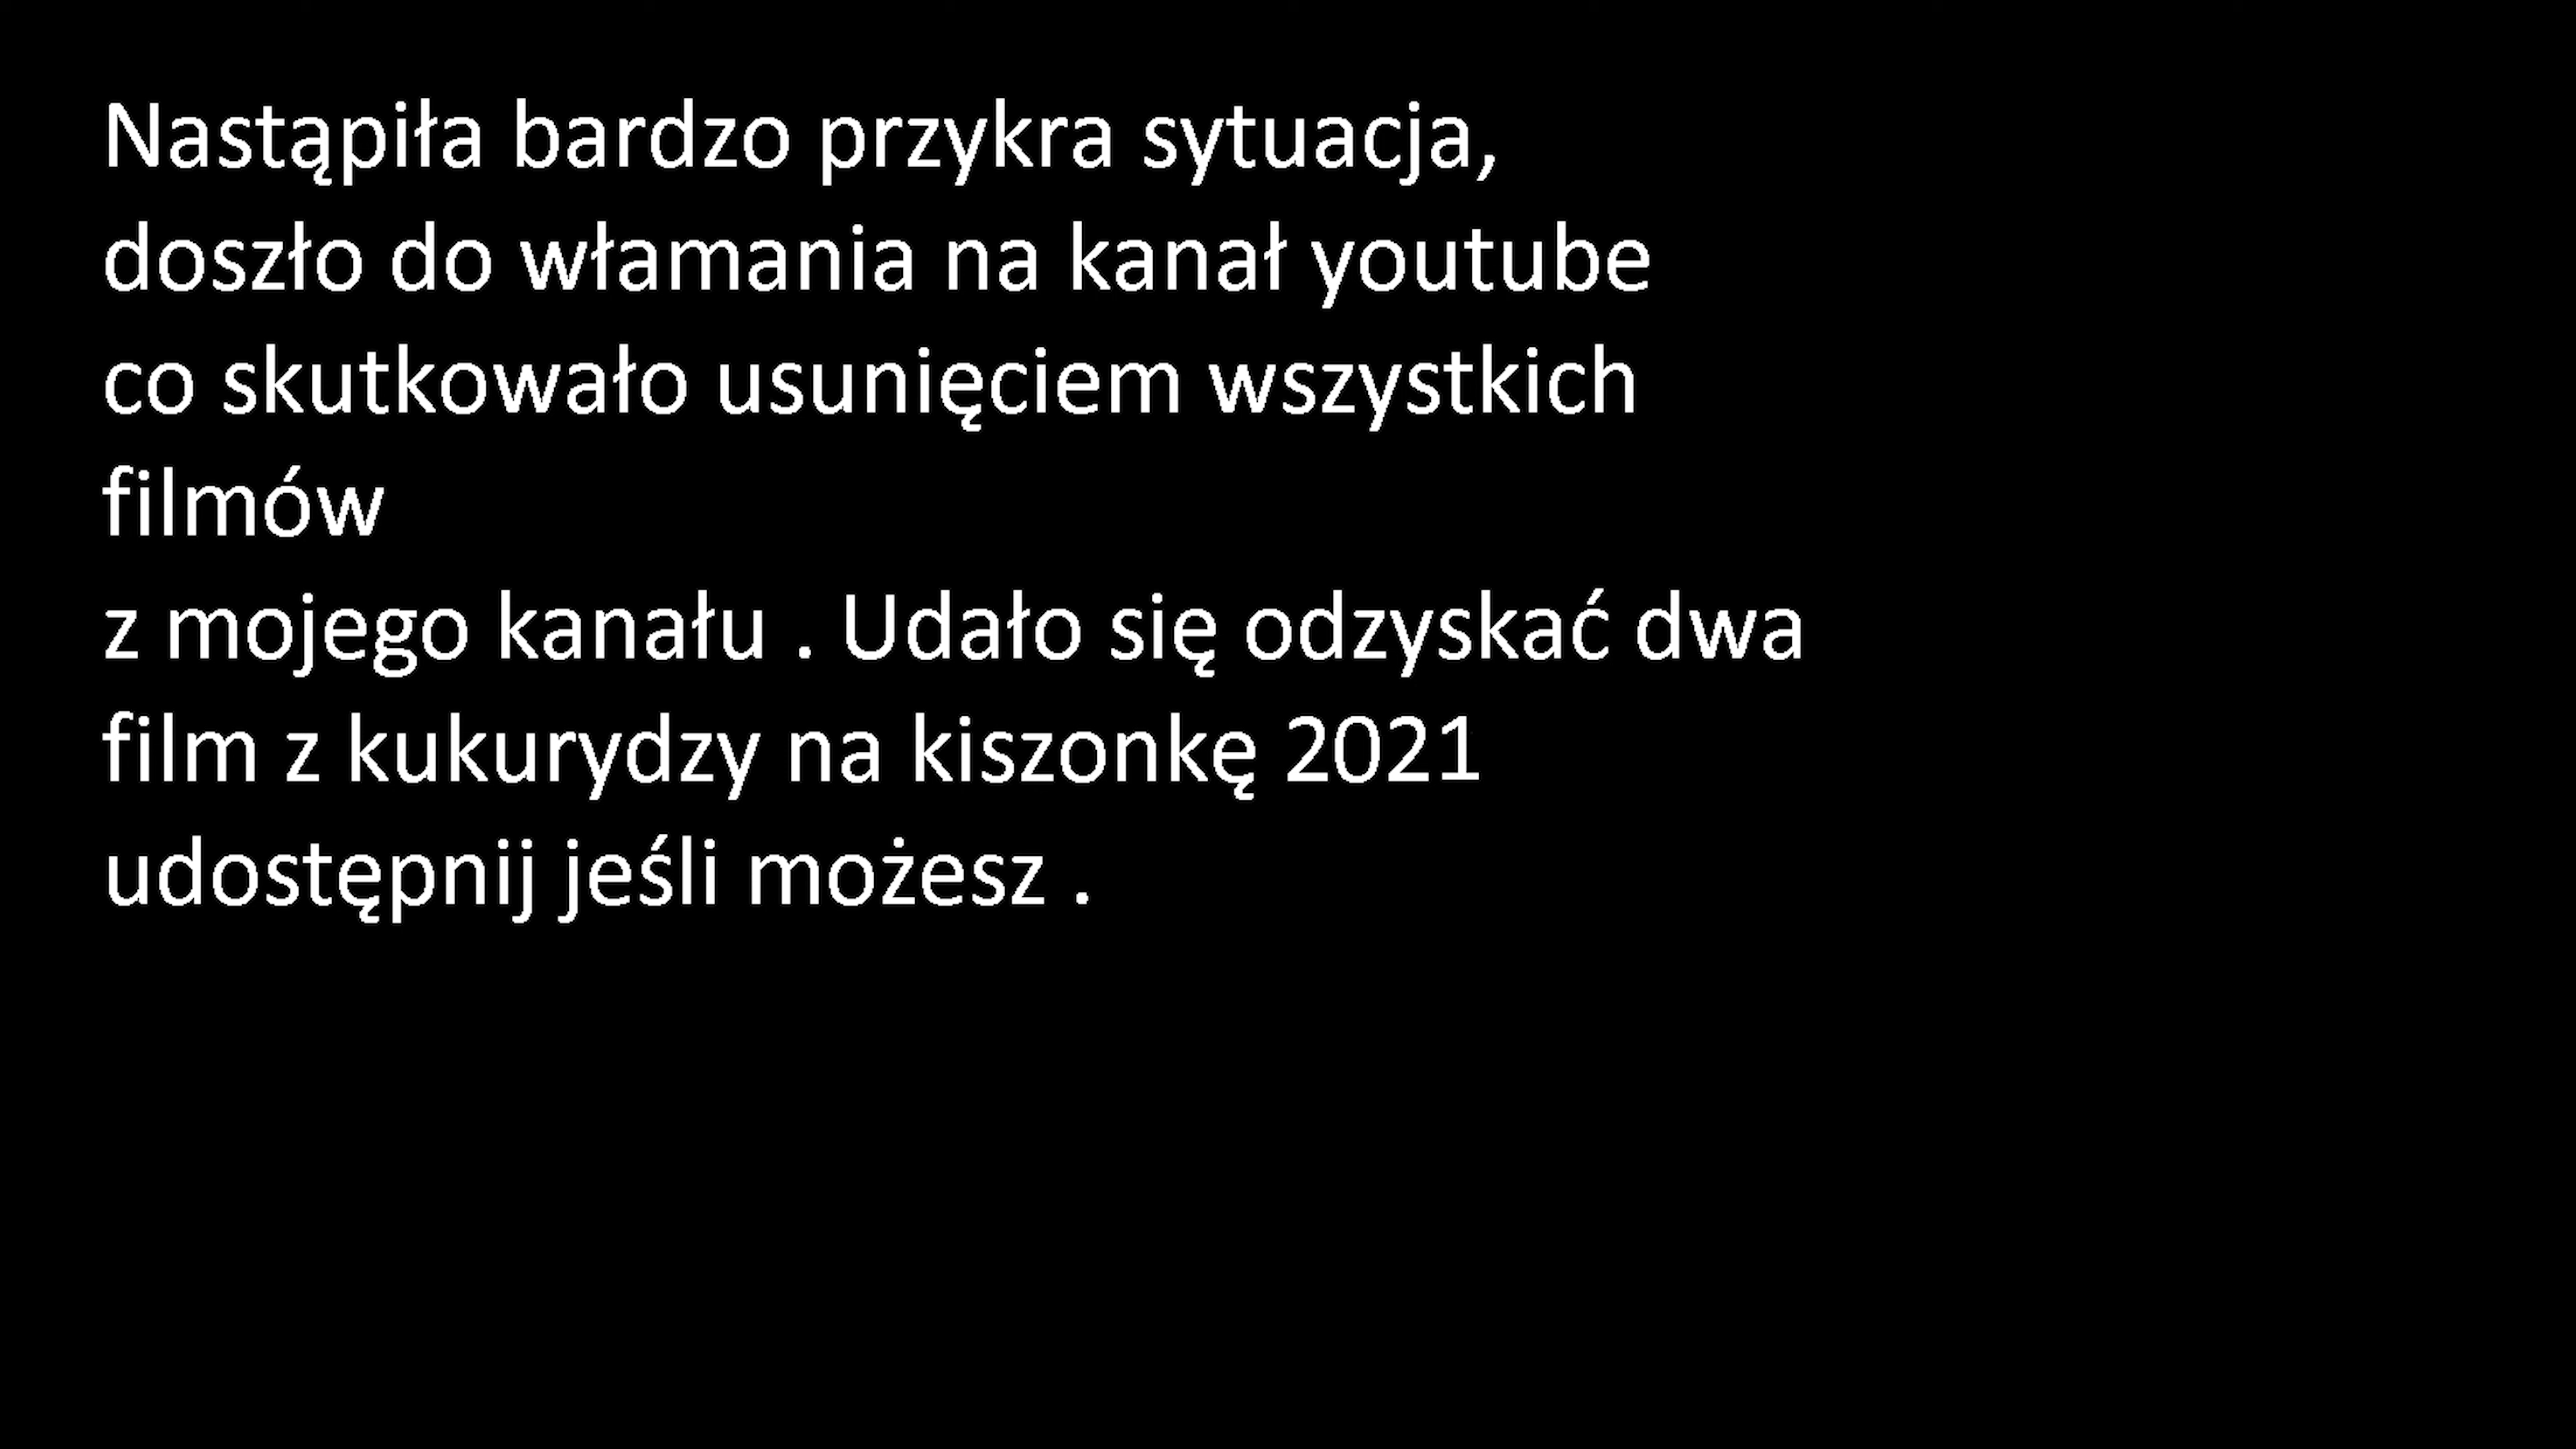 Nastąpiła bardzo przykra sytuacja,
doszło do włamania na kanał youtube
co skutkowało usunięciem wszystkich
filmów
z mojego kanału . Udało się odzyskać dwa
film z kukurydzy na kiszonkę 2021
udostępnij jeśli możesz .